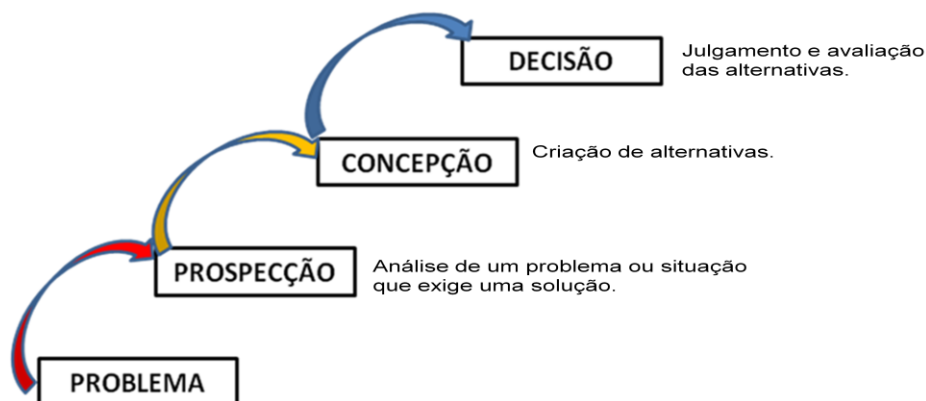 DECISÃO
Julgamento e avaliação
das alternativas.
CONCEPÇÃO
Criação de alternativas.
PROSPECÇÃO
Análise de um problema ou situação
que exige uma solução.
PROBLEMA